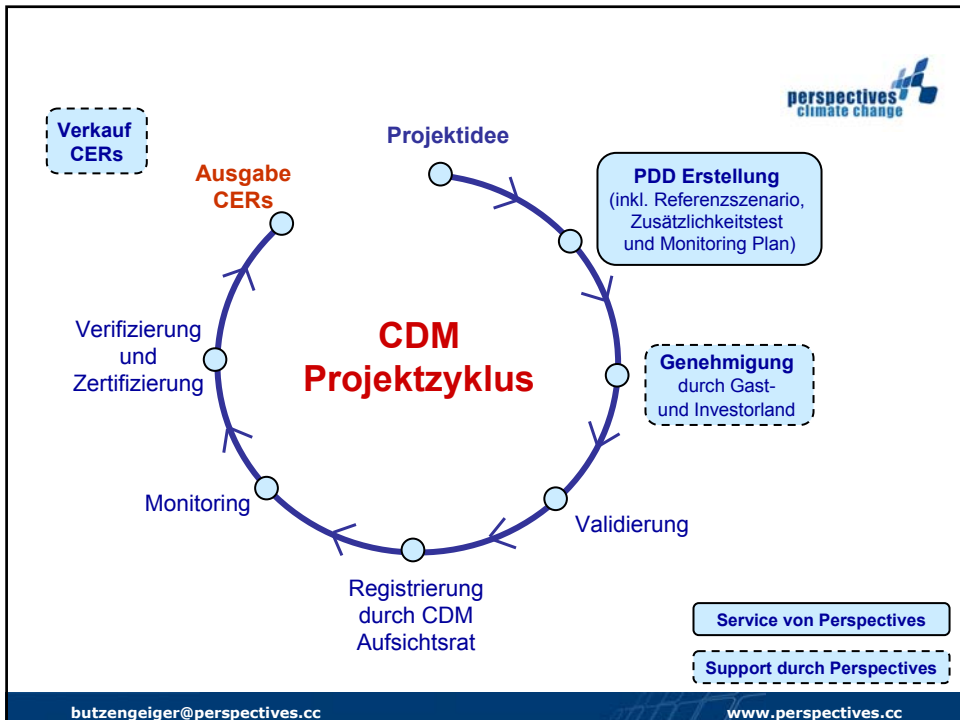 perspectives
climate change
Verkauf
CERs
Projektidee
Ausgabe
CERs
PDD Erstellung
(inkl. Referenzszenario,
Zusätzlichkeitstest
und Monitoring Plan)
CDM
Projektzyklus
Verifizierung
und
Zertifizierung
Genehmigung
durch Gast-
und Investorland
Monitoring
Validierung
Registrierung
durch CDM
Aufsichtsrat
Service von Perspectives
Support durch Perspectives
butzengeiger@perspectives.cc
www.perspectives.cc